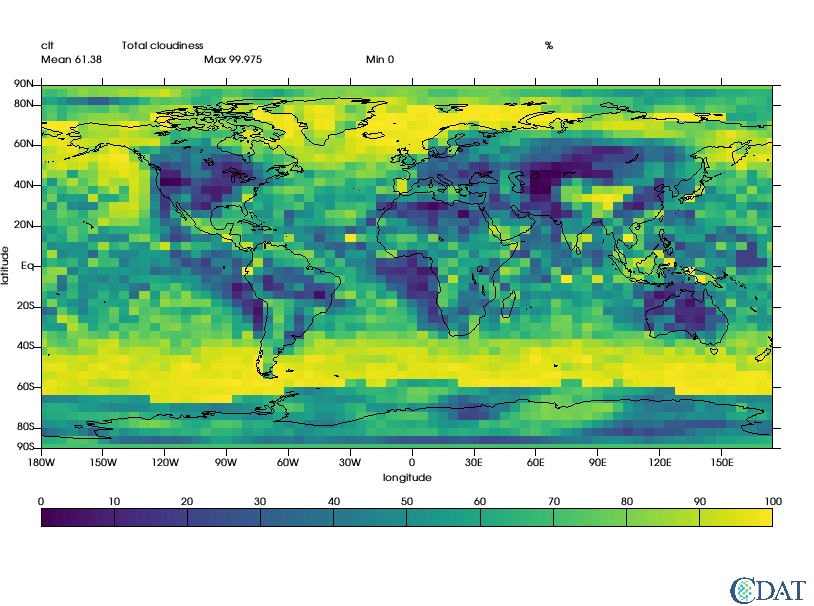 clt Total cloudiness %
Mean 61.38 Max 99.975 Min 0
90N
80N
60N
40N
20N
Eq
20S
40S
60S
80S
90S
latitude
180W 150W 120W 90W 60W 30W 0 30E 60E 90E 120E 150E
longitude
0 10 20 30 40 50 60 70 80 90 100
CDAT